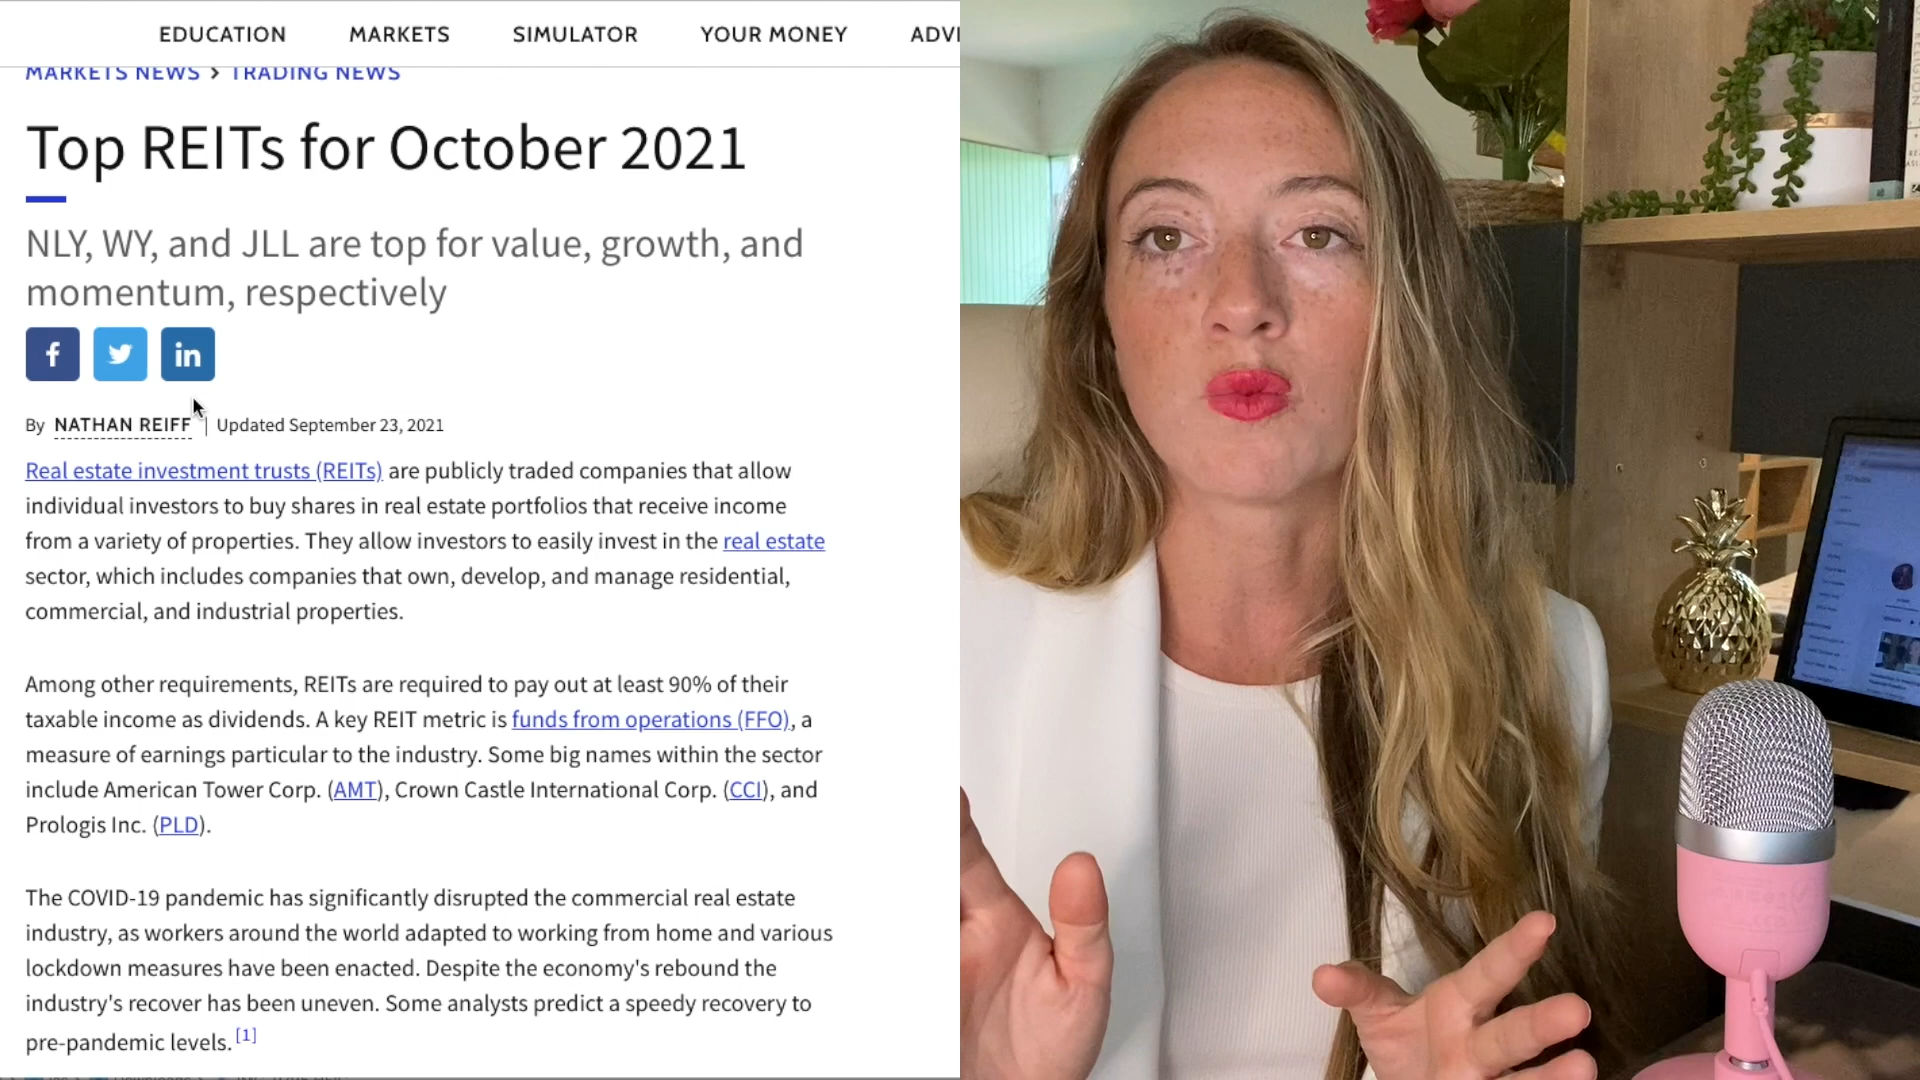 EDUCATION MARKETS SIMULATOR YOUR MONEY ADVI
MARKETS NEWS > TRADING NEWS
Top REITs for October 2021
NLY, WY, and JLL are top for value, growth, and
momentum, respectively
f
in
By NATHAN REIFF | Updated September 23, 2021
Real estate investment trusts (REITs) are publicly traded companies that allow
individual investors to buy shares in real estate portfolios that receive income
from a variety of properties. They allow investors to easily invest in the real estate
sector, which includes companies that own, develop, and manage residential,
commercial, and industrial properties.
Among other requirements, REITs are required to pay out at least 90% of their
taxable income as dividends. A key REIT metric is funds from operations (FFO), a
measure of earnings particular to the industry. Some big names within the sector
include American Tower Corp. (AMT), Crown Castle International Corp. (CCI), and
Prologis Inc. (PLD).
The COVID-19 pandemic has significantly disrupted the commercial real estate
industry, as workers around the world adapted to working from home and various
lockdown measures have been enacted. Despite the economy's rebound the
industry's recover has been uneven. Some analysts predict a speedy recovery to
pre-pandemic levels. [1]